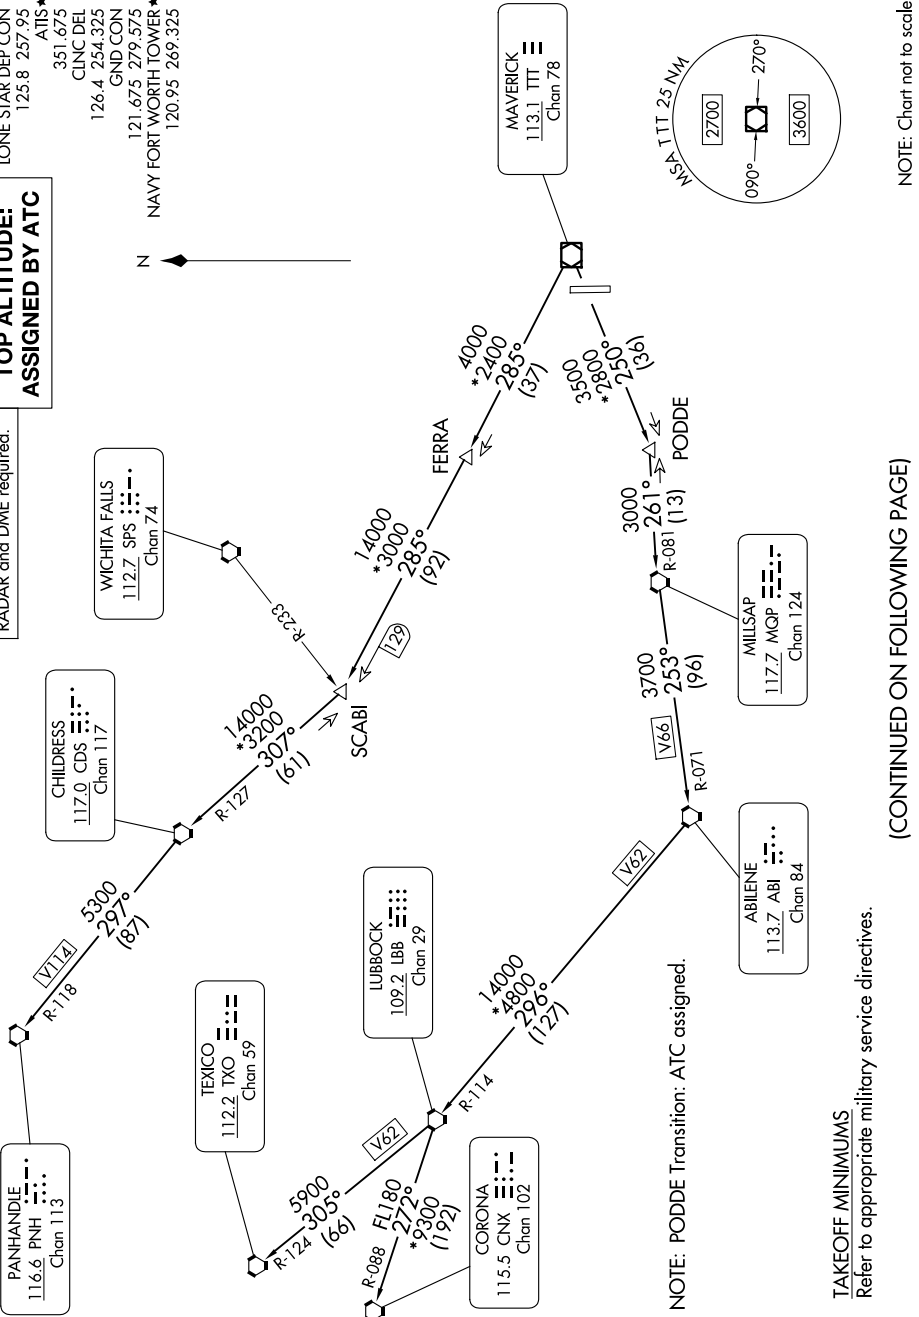 LONE STAR DEP CON
125.8 257.95
ATIS★
351.675
CLNC DEL
126.4 254.325
GND CON
121.675 279.575
NAVY FORT WORTH TOWER★
120.95 269.325
TOP ALTITUDE:
ASSIGNED BY ATC
RADAR and DME required.
N
MAVERICK
113.1 TTT
Chan 78
MSA TTT 25 NM
2700
3600
090°
270°
NOTE: Chart not to scale
4000
*2400
285°
(37)
FERRA
14000
*3000
285°
(92)
129
SCABI
R-233
WICHITA FALLS
112.7 SPS
Chan 74
14000
*3200
307°
(61)
R-127
CHILDRESS
117.0 CDS
Chan 117
5300
297°
(87)
V114
R-118
PANHANDLE
116.6 PNH
Chan 113
3500
*2800
250°
(36)
PODDE
3000
261°
(13)
R-081
MILLSAP
117.7 MQP
Chan 124
3700
253°
(96)
V66
R-071
ABILENE
113.7 ABI
Chan 84
V62
14000
*4800
296°
(127)
R-114
LUBBOCK
109.2 LBB
Chan 29
V62
5900
305°
(66)
R-124
TEXICO
112.2 TXO
Chan 59
FL180
272°
*9300
(192)
R-088
CORONA
115.5 CNX
Chan 102
NOTE: PODDE Transition: ATC assigned.
TAKEOFF MINIMUMS
Refer to appropriate military service directives.
(CONTINUED ON FOLLOWING PAGE)